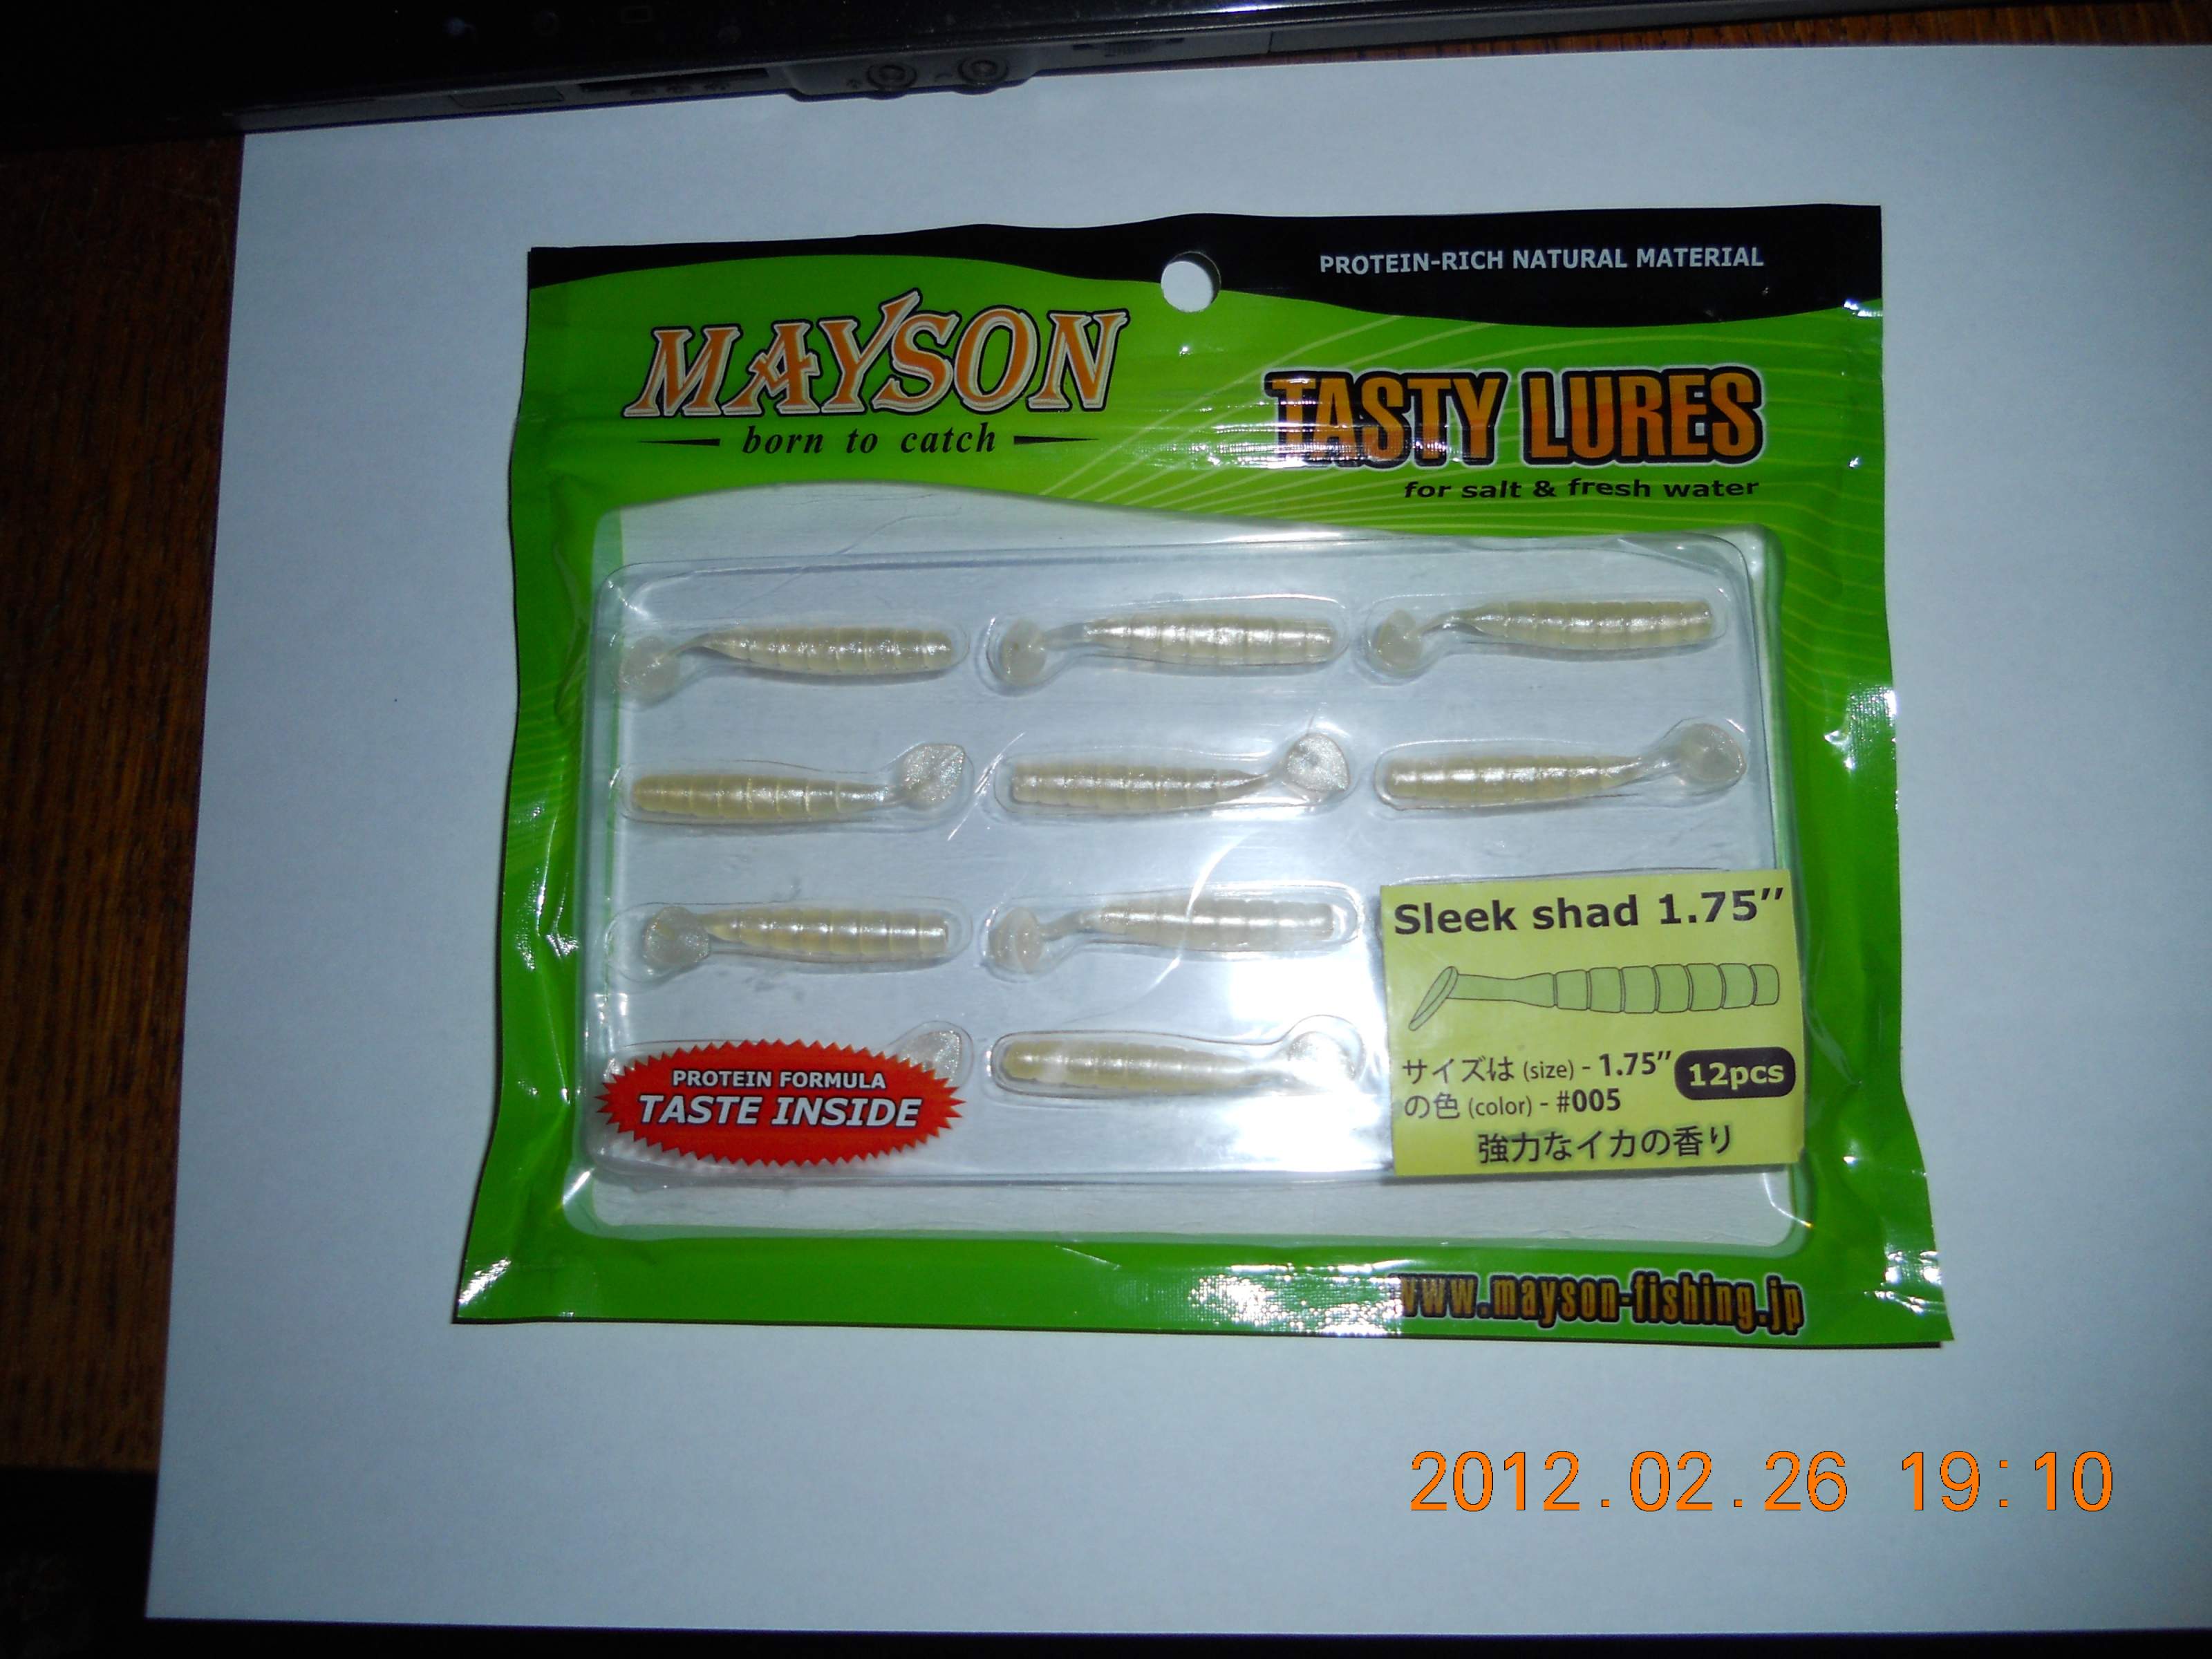 PROTEIN-RICH NATURAL MATERIAL
MAYSON
born to catch
TASTY LURES
for salt & fresh water
Sleek shad 1.75"
サイズは (size) - 1.75"
12pcs
の色 (color) - #005
強力なイカの香り
PROTEIN FORMULA
TASTE INSIDE
www.mayson-fishing.jp
2012.02.26 19:10